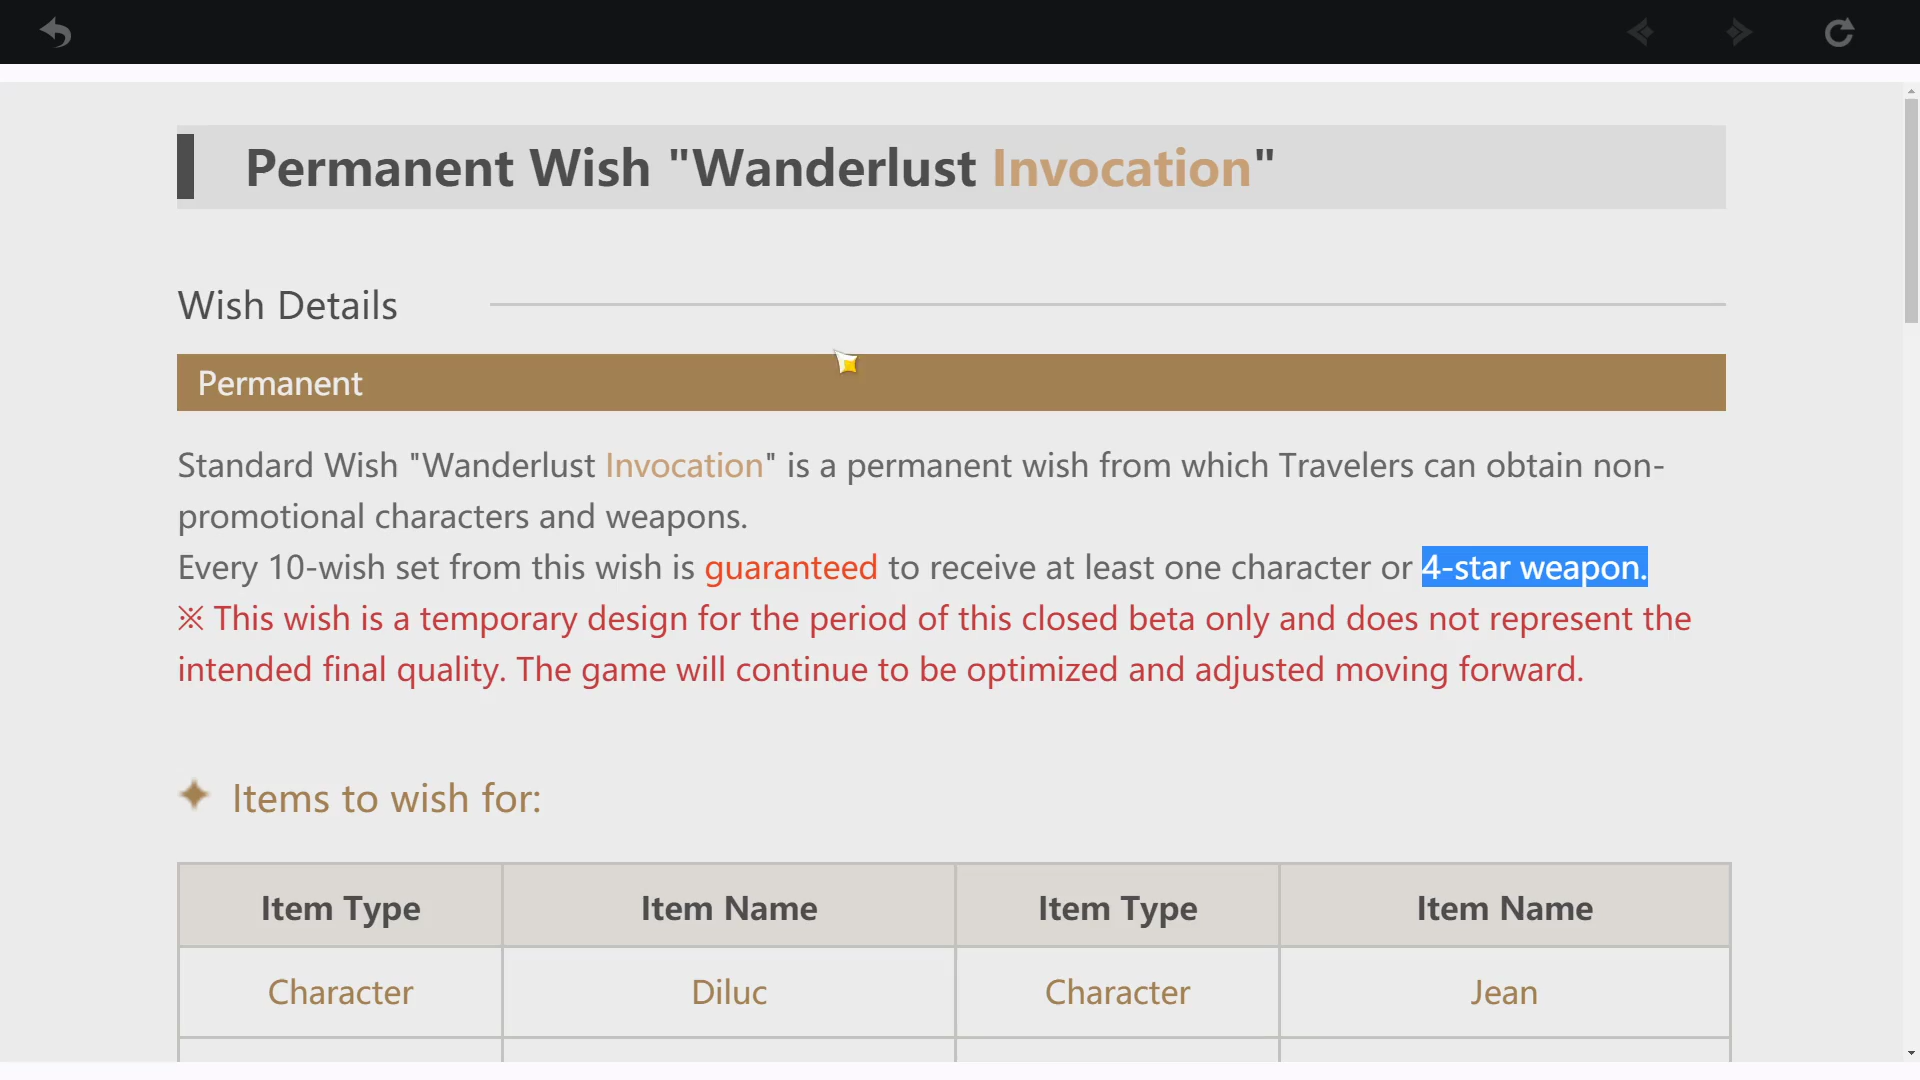 Permanent Wish "Wanderlust Invocation"
Wish Details
Permanent
Standard Wish "Wanderlust Invocation" is a permanent wish from which Travelers can obtain non-
promotional characters and weapons.
Every 10-wish set from this wish is guaranteed to receive at least one character or 4-star weapon.
※ This wish is a temporary design for the period of this closed beta only and does not represent the
intended final quality. The game will continue to be optimized and adjusted moving forward.
Items to wish for:
Item Type Item Name Item Type Item Name
Character Diluc Character Jean